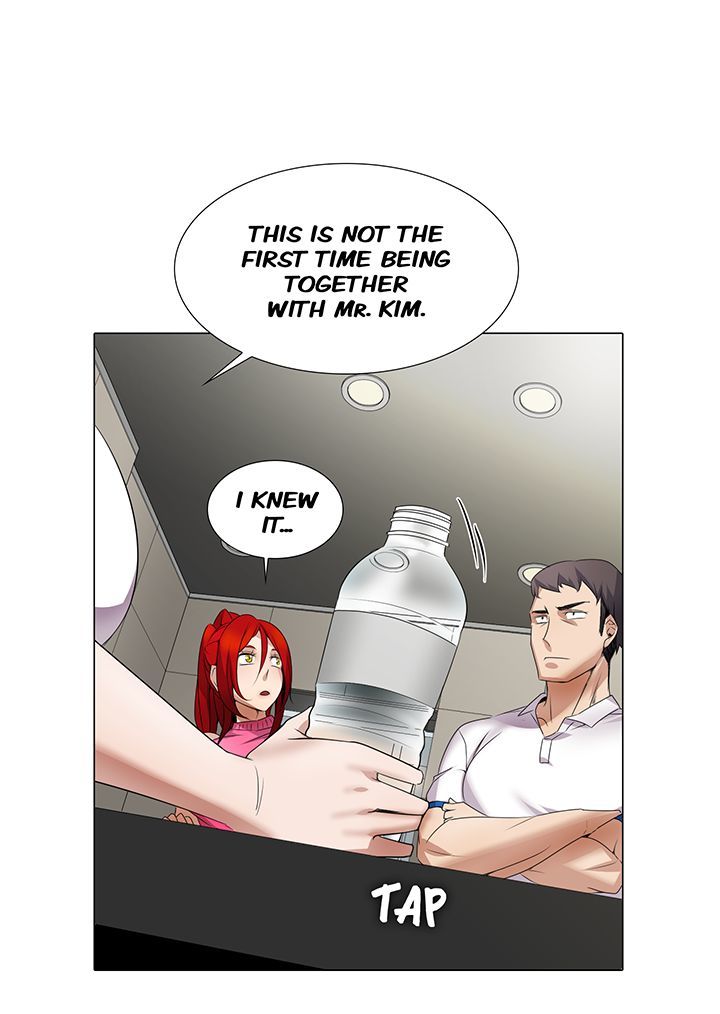 THIS IS NOT THE
FIRST TIME BEING
TOGETHER
WITH MR. KIM.
I KNEW
IT...
TAP